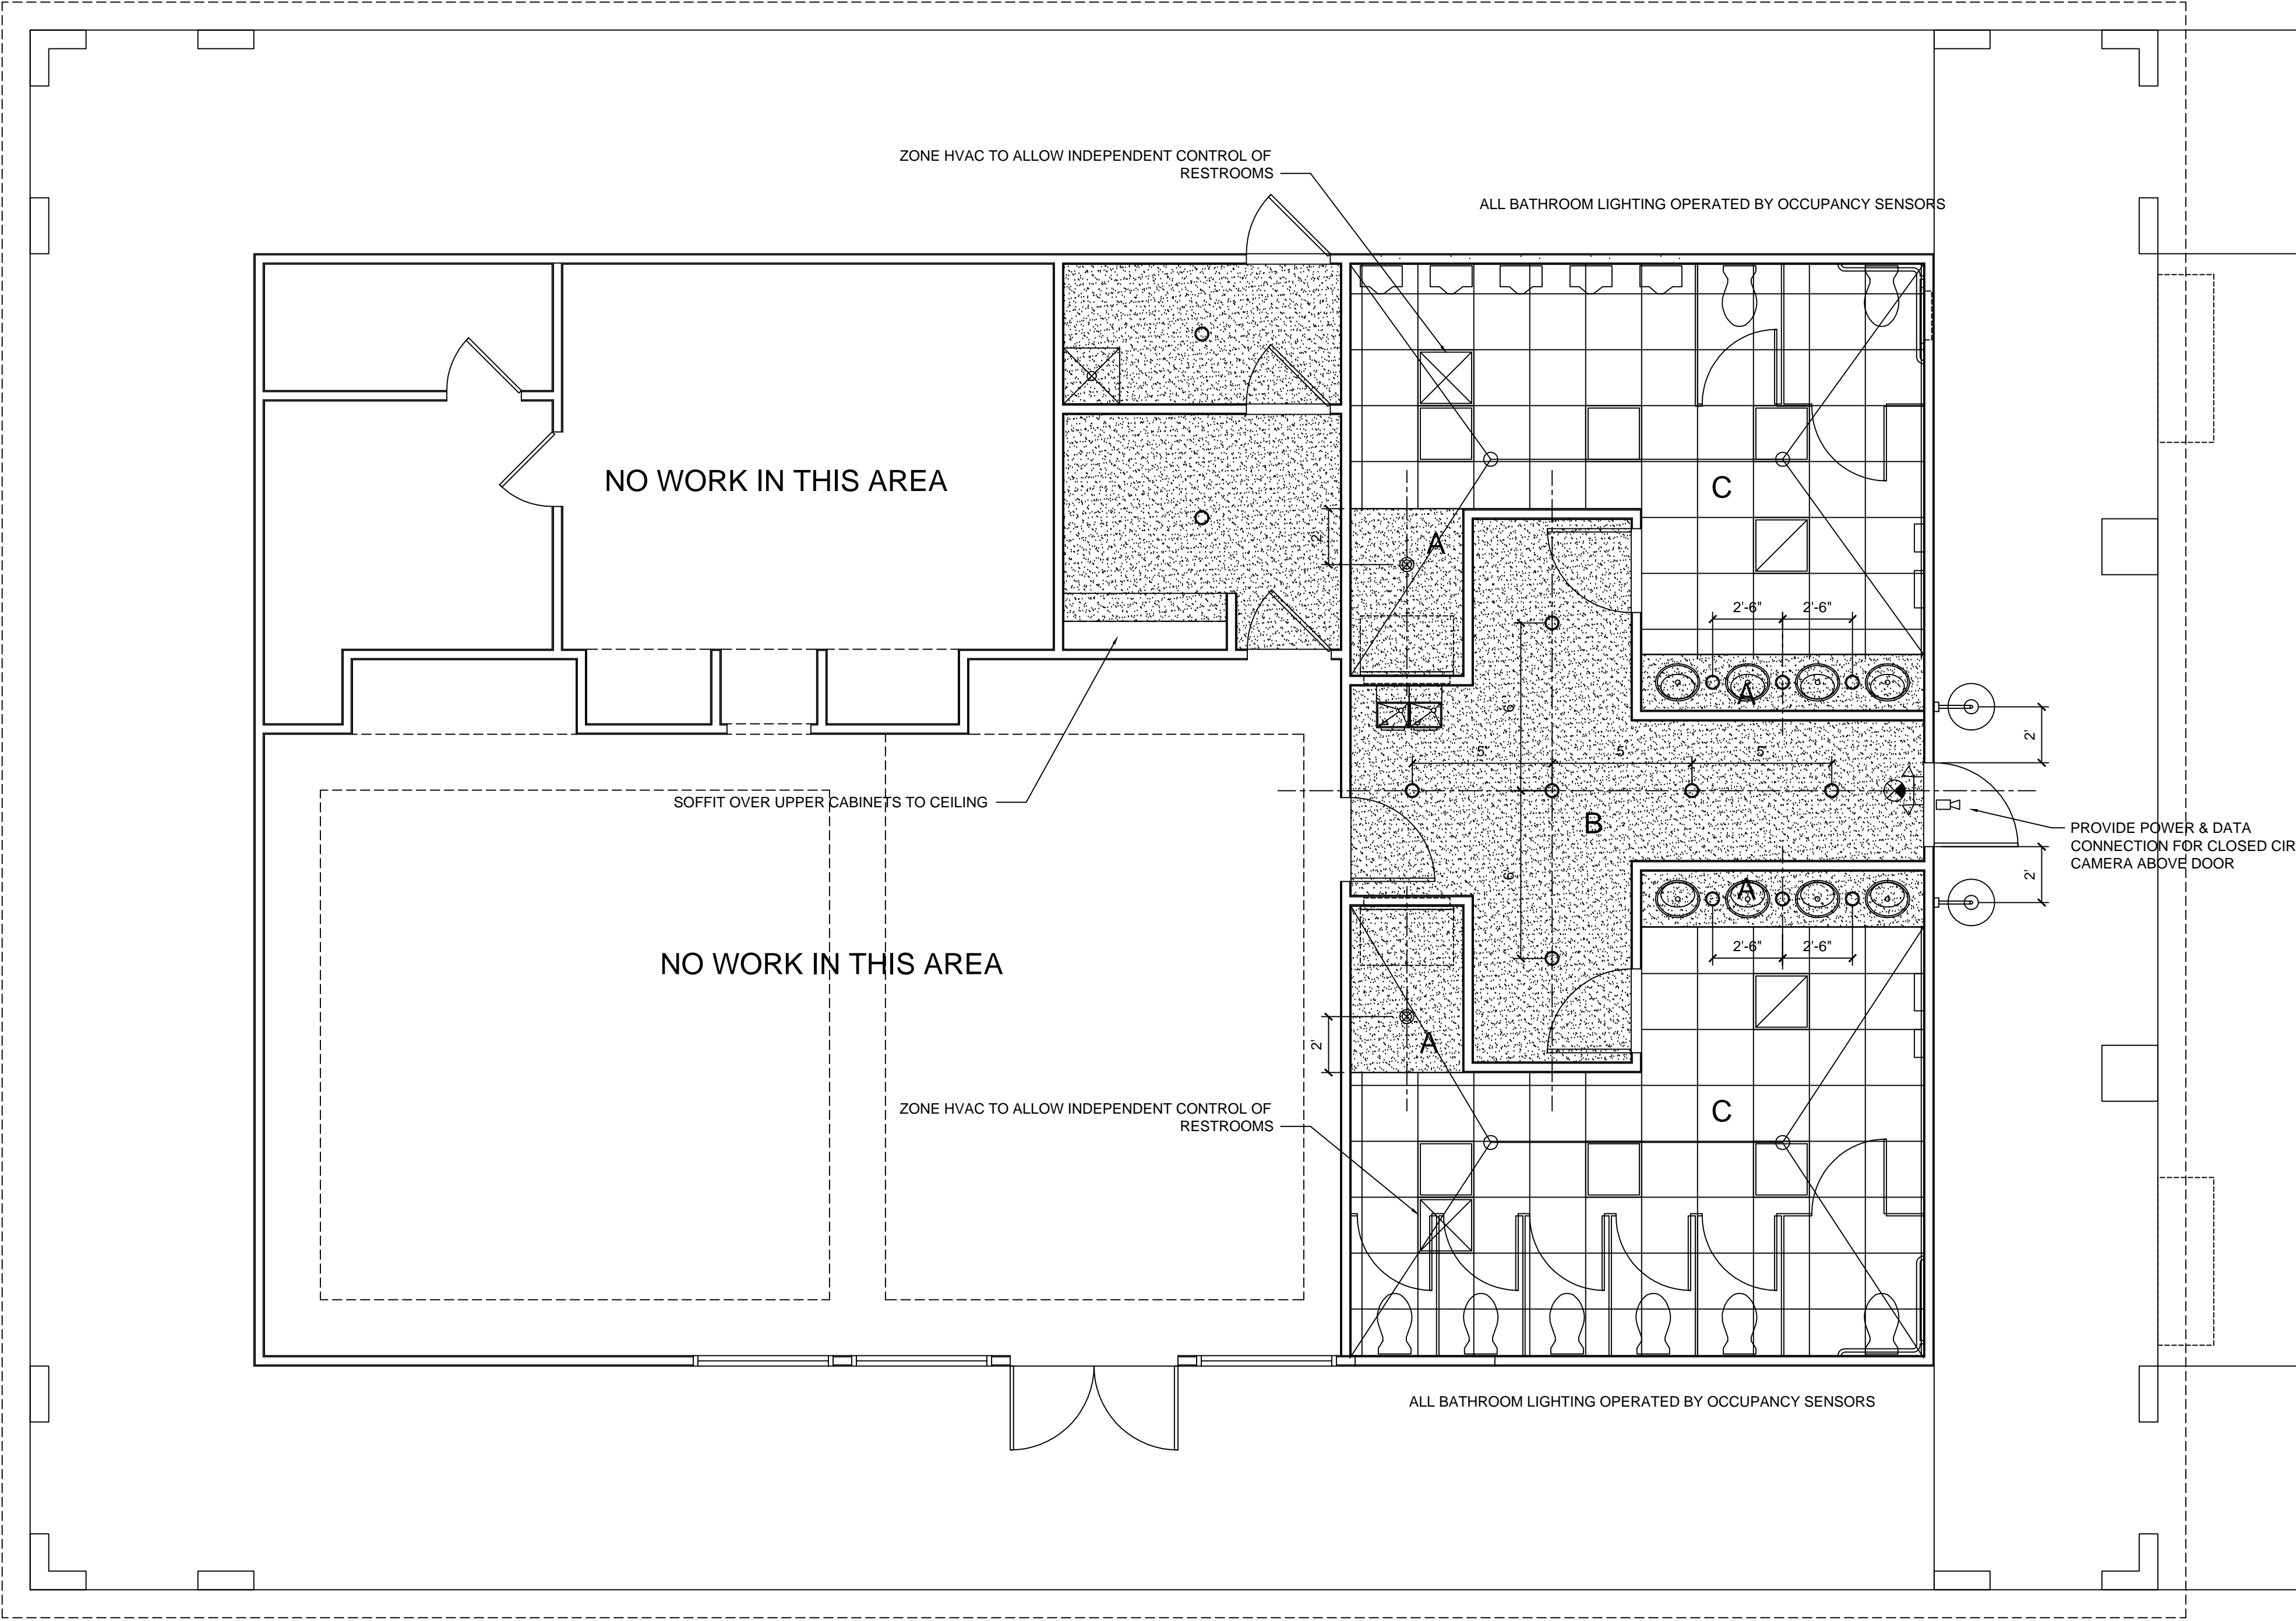 ZONE HVAC TO ALLOW INDEPENDENT CONTROL OF
RESTROOMS
ALL BATHROOM LIGHTING OPERATED BY OCCUPANCY SENSORS
NO WORK IN THIS AREA
C
2'
A
2'-6" 2'-6"
A
6'
2'
5' 5' 5'
SOFFIT OVER UPPER CABINETS TO CEILING
B
PROVIDE POWER & DATA
CONNECTION FOR CLOSED CIR
CAMERA ABOVE DOOR
6'
2'
A
2'-6" 2'-6"
NO WORK IN THIS AREA
2'
A
ZONE HVAC TO ALLOW INDEPENDENT CONTROL OF
RESTROOMS
C
ALL BATHROOM LIGHTING OPERATED BY OCCUPANCY SENSORS